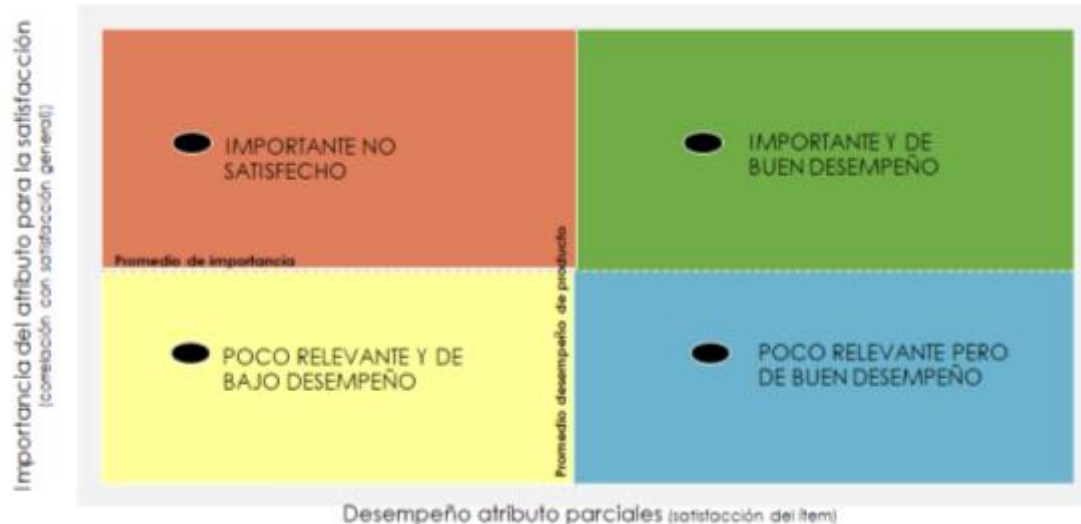 Importancia del atributo para la satisfacción
(correlación con satisfacción general))
IMPORTANTE NO
SATISFECHO
IMPORTANTE Y DE
BUEN DESEMPEÑO
Promedio de importancia
Promedio desempeño de producto
POCO RELEVANTE Y DE
BAJO DESEMPEÑO
POCO RELEVANTE PERO
DE BUEN DESEMPEÑO
Desempeño atributo parciales (satisfacción del ítem)